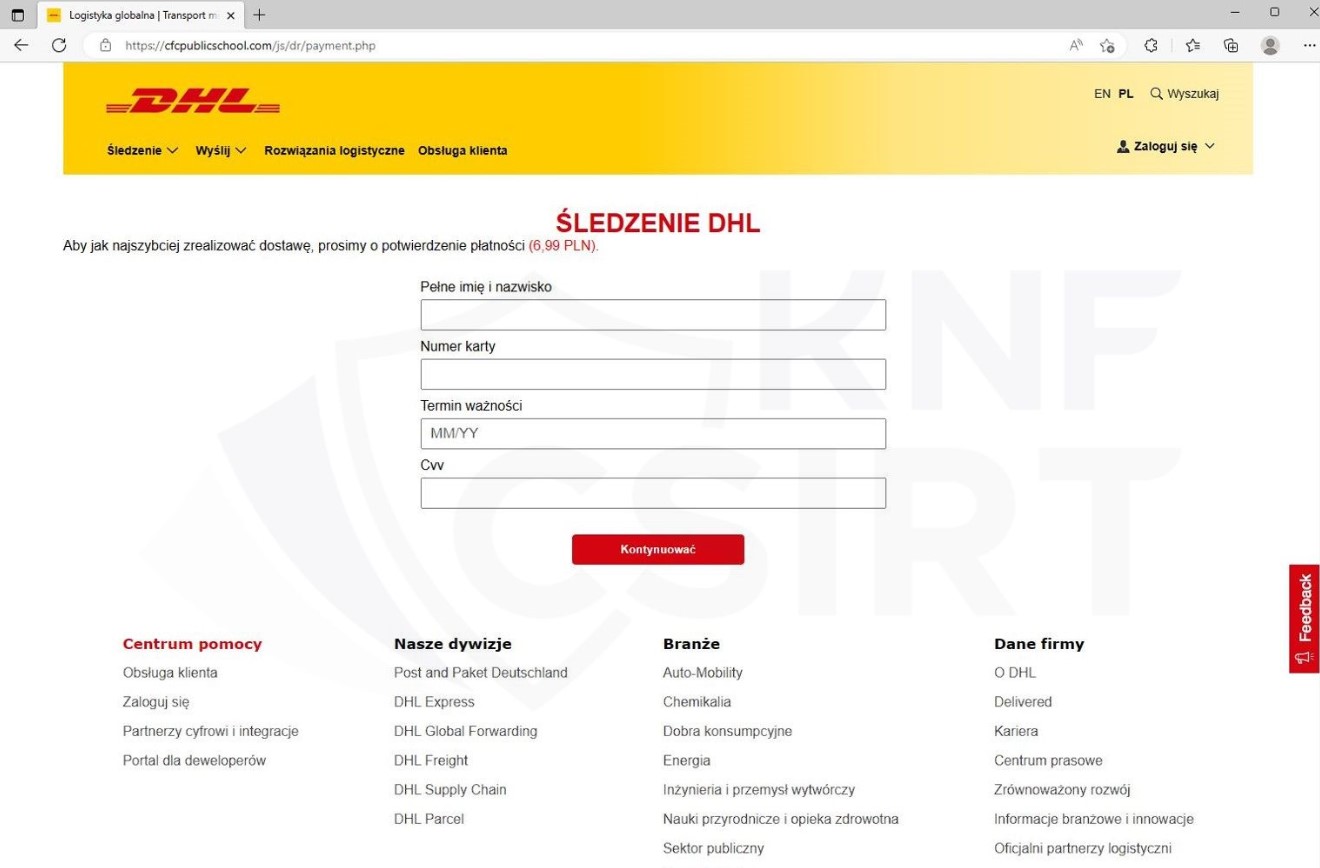 Logistyka globalna | Transport m
https://cfcpublicschool.com/js/dr/payment.php
DHL
EN PL Wyszukaj
Śledzenie Wyślij Rozwiązania logistyczne Obsługa klienta
Zaloguj się
ŚLEDZENIE DHL
Aby jak najszybciej zrealizować dostawę, prosimy o potwierdzenie płatności (6,99 PLN).
Pełne imię i nazwisko
Numer karty
Termin ważności
MM/YY
Cvv
Kontynuować
KNF
CSIRT
Feedback
Centrum pomocy
Obsługa klienta
Zaloguj się
Partnerzy cyfrowi i integracje
Portal dla deweloperów
Nasze dywizje
Post and Paket Deutschland
DHL Express
DHL Global Forwarding
DHL Freight
DHL Supply Chain
DHL Parcel
Branże
Auto-Mobility
Chemikalia
Dobra konsumpcyjne
Energia
Inżynieria i przemysł wytwórczy
Nauki przyrodnicze i opieka zdrowotna
Sektor publiczny
Dane firmy
O DHL
Delivered
Kariera
Centrum prasowe
Zrównoważony rozwój
Informacje branżowe i innowacje
Oficjalni partnerzy logistyczni